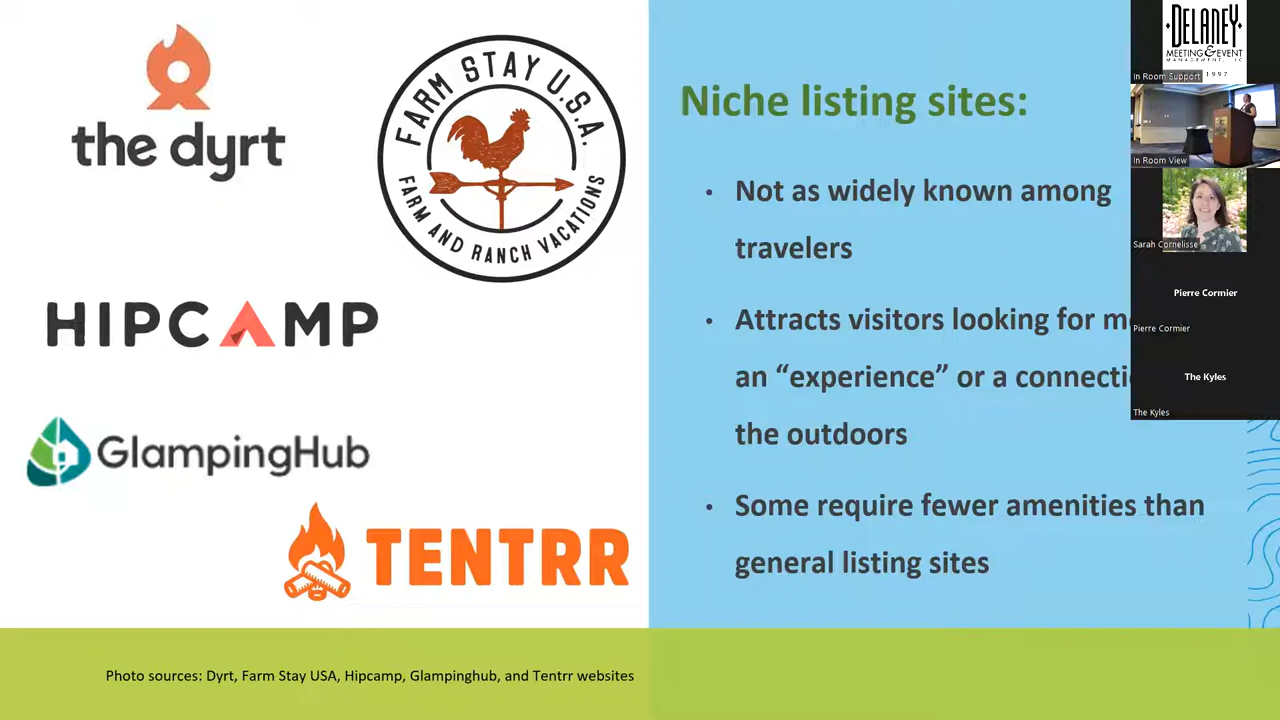 the dyrt
FARM STAY U.S.A.
FARM AND RANCH VACATIONS
HIPCAMP
GlampingHub
TENTRR
Photo sources: Dyrt, Farm Stay USA, Hipcamp, Glampinghub, and Tentrr websites
Niche listing sites:
• Not as widely known among
travelers
• Attracts visitors looking for
an “experience” or a
the outdoors
• Some require fewer amenities than
general listing sites
DELANEY
MEETING & EVENT
MANAGEMENT
1997
In Room Support
In Room View
Sarah Cornelisse
Pierre Cormier
Pierre Cormier
The Kyles
The Kyles